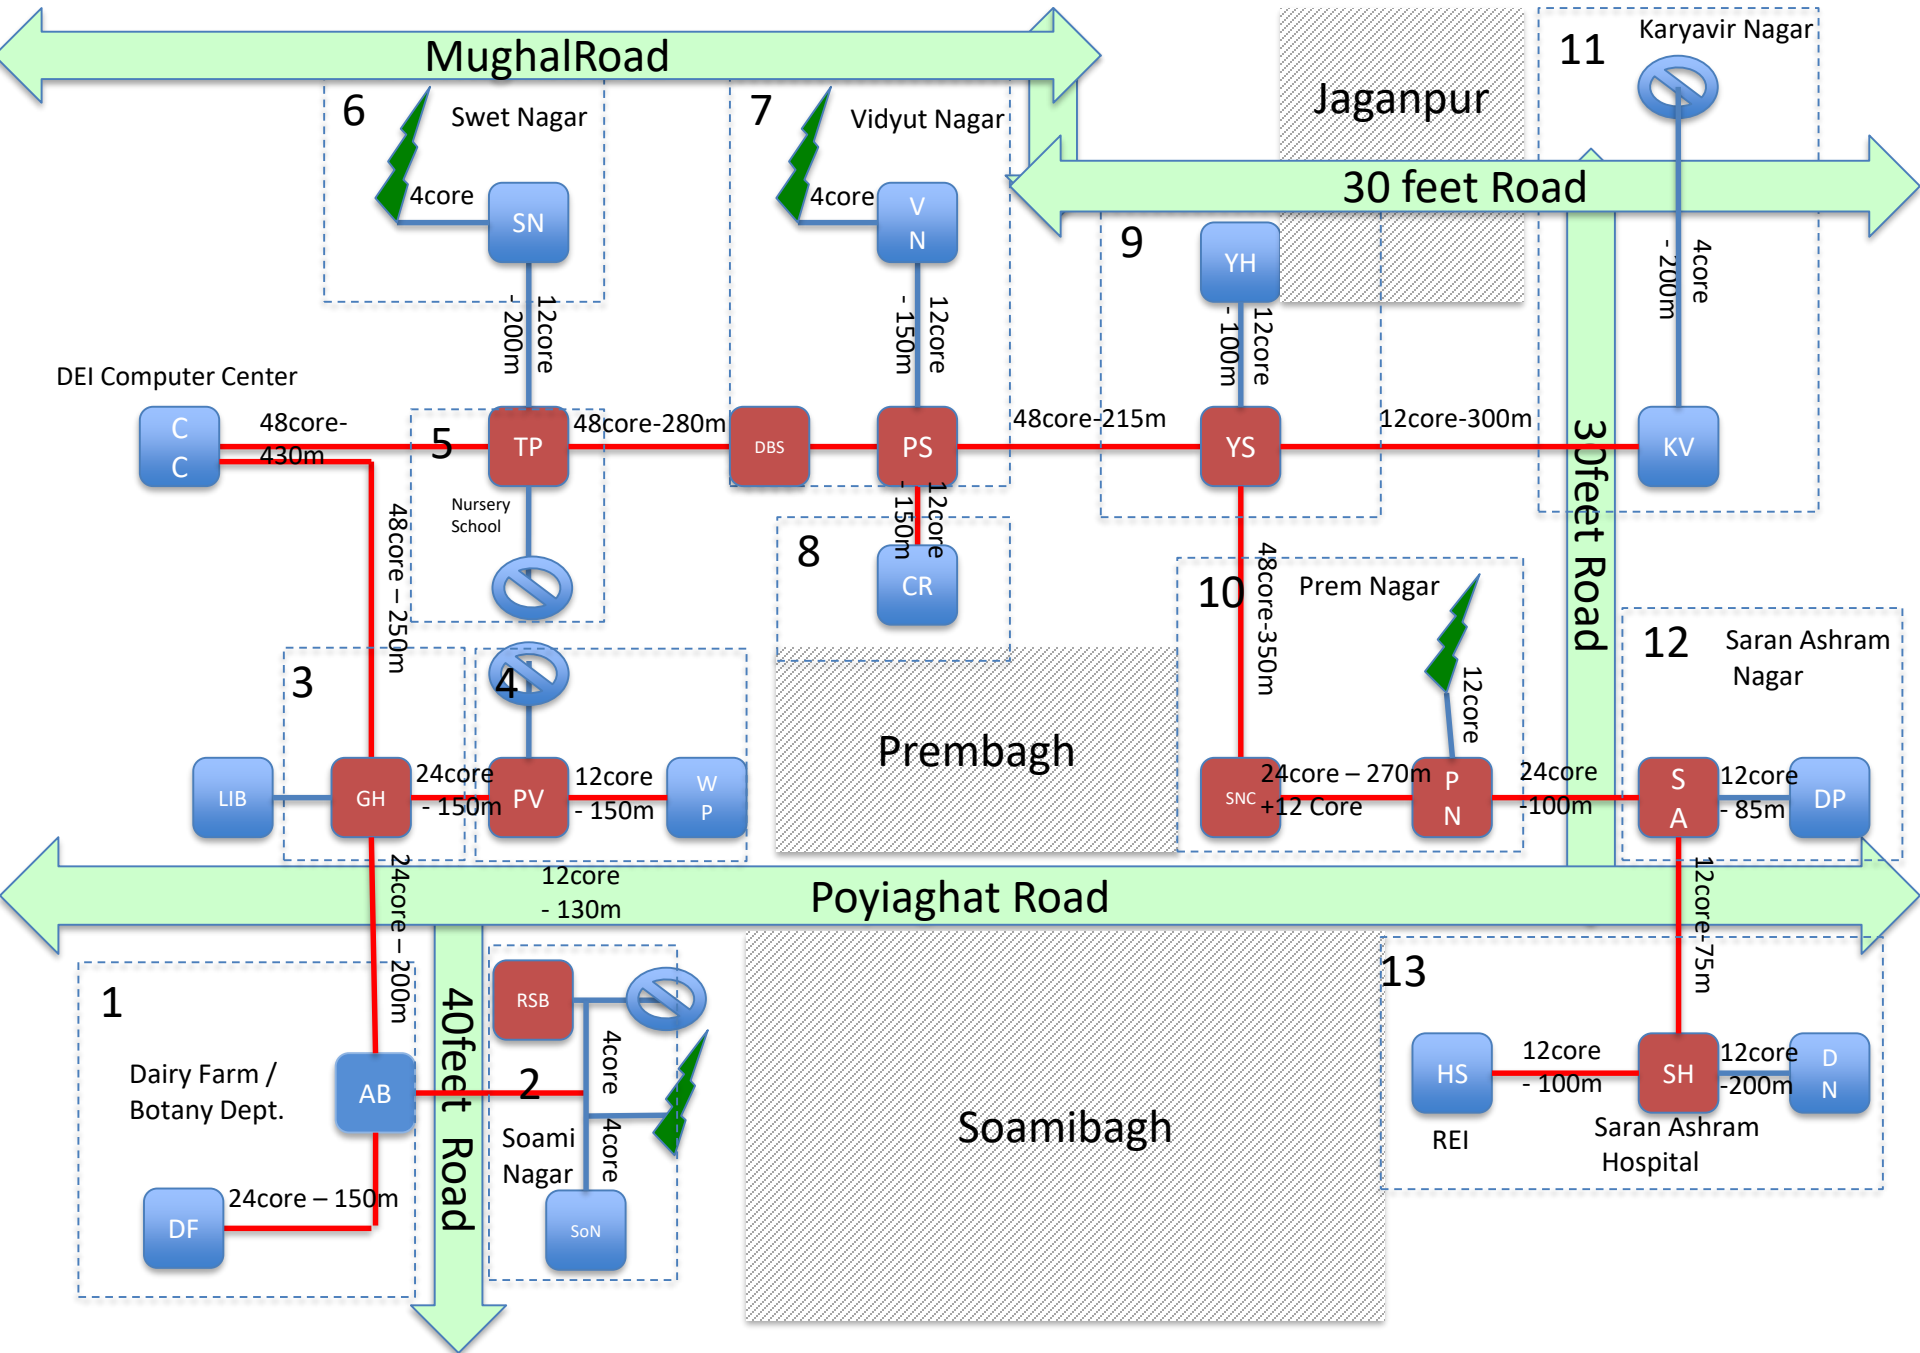 MughalRoad
Karyavir Nagar
11
6
Swet Nagar
7
Vidyut Nagar
Jaganpur
30 feet Road
4core
SN
4core
V
N
9
YH
4core
- 200m
12core
- 200m
12core
- 150m
12core
- 100m
DEI Computer Center
C
C
48core-
430m
5
TP
48core-280m
DBS
PS
48core-215m
YS
12core-300m
KV
30feet Road
Nursery
School
12core
- 150m
8
CR
48core – 250m
48core-350m
10
Prem Nagar
12core
12
Saran Ashram
Nagar
3
4
Prembagh
LIB
GH
24core
- 150m
PV
12core
- 150m
W
P
SNC
24core – 270m
+12 Core
P
N
24core
-100m
S
A
12core
- 85m
DP
24core – 200m
12core
- 130m
Poyiaghat Road
12core-75m
1
Dairy Farm /
Botany Dept.
AB
40feet Road
RSB
4core
2
4core
Soami
Nagar
SoN
DF
24core – 150m
Soamibagh
13
HS
12core
- 100m
SH
12core
-200m
D
N
REI
Saran Ashram
Hospital